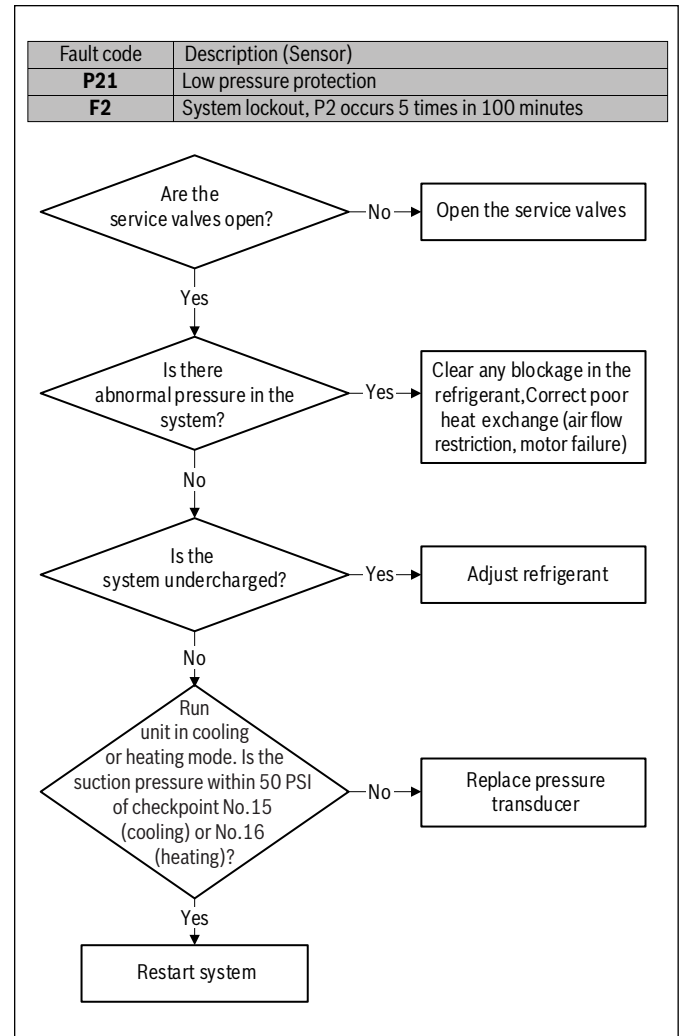 Fault code Description (Sensor)
P21 Low pressure protection
F2 System lockout, P2 occurs 5 times in 100 minutes
Are the
service valves open?
No
Open the service valves
Yes
Is there
abnormal pressure in the
system?
Yes
Clear any blockage in the
refrigerant,Correct poor
heat exchange (air flow
restriction, motor failure)
No
Is the
system undercharged?
Yes
Adjust refrigerant
No
Run
unit in cooling
or heating mode. Is the
suction pressure within 50 PSI
of checkpoint No.15
(cooling) or No.16
(heating)?
No
Replace pressure
transducer
Yes
Restart system